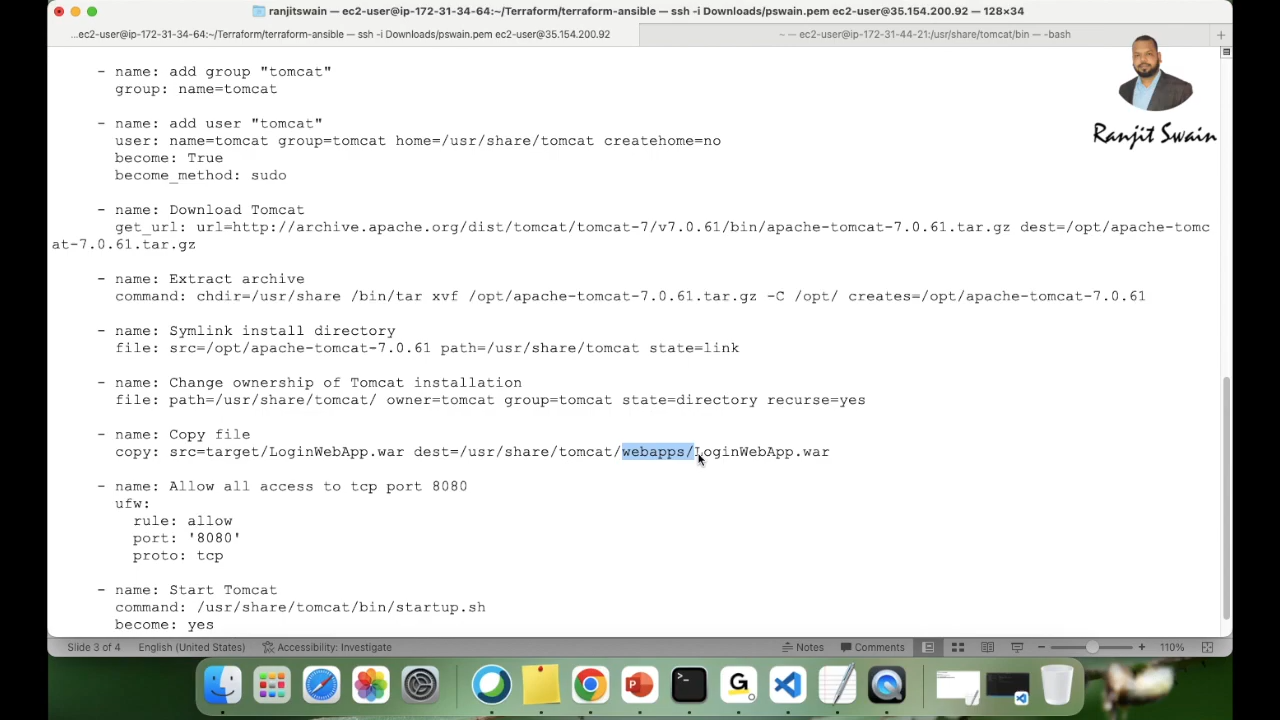 ranjitswain — ec2-user@ip-172-31-34-64:~/Terraform/terraform-ansible — ssh -i Downloads/pswain.pem ec2-user@35.154.200.92 — 128×34
...ec2-user@ip-172-31-34-64:~/Terraform/terraform-ansible — ssh -i Downloads/pswain.pem ec2-user@35.154.200.92
~ — ec2-user@ip-172-31-44-21:/usr/share/tomcat/bin — -bash
+
- name: add group "tomcat"
group: name=tomcat
- name: add user "tomcat"
user: name=tomcat group=tomcat home=/usr/share/tomcat createhome=no
become: True
become_method: sudo
Ranjit Swain
- name: Download Tomcat
get_url: url=http://archive.apache.org/dist/tomcat/tomcat-7/v7.0.61/bin/apache-tomcat-7.0.61.tar.gz dest=/opt/apache-tomc
at-7.0.61.tar.gz
- name: Extract archive
command: chdir=/usr/share /bin/tar xvf /opt/apache-tomcat-7.0.61.tar.gz -C /opt/ creates=/opt/apache-tomcat-7.0.61
- name: Symlink install directory
file: src=/opt/apache-tomcat-7.0.61 path=/usr/share/tomcat state=link
- name: Change ownership of Tomcat installation
file: path=/usr/share/tomcat/ owner=tomcat group=tomcat state=directory recurse=yes
- name: Copy file
copy: src=target/LoginWebApp.war dest=/usr/share/tomcat/webapps/LoginWebApp.war
- name: Allow all access to tcp port 8080
ufw:
rule: allow
port: '8080'
proto: tcp
- name: Start Tomcat
command: /usr/share/tomcat/bin/startup.sh
become: yes
Slide 3 of 4 English (United States) Accessibility: Investigate Notes Comments 110%